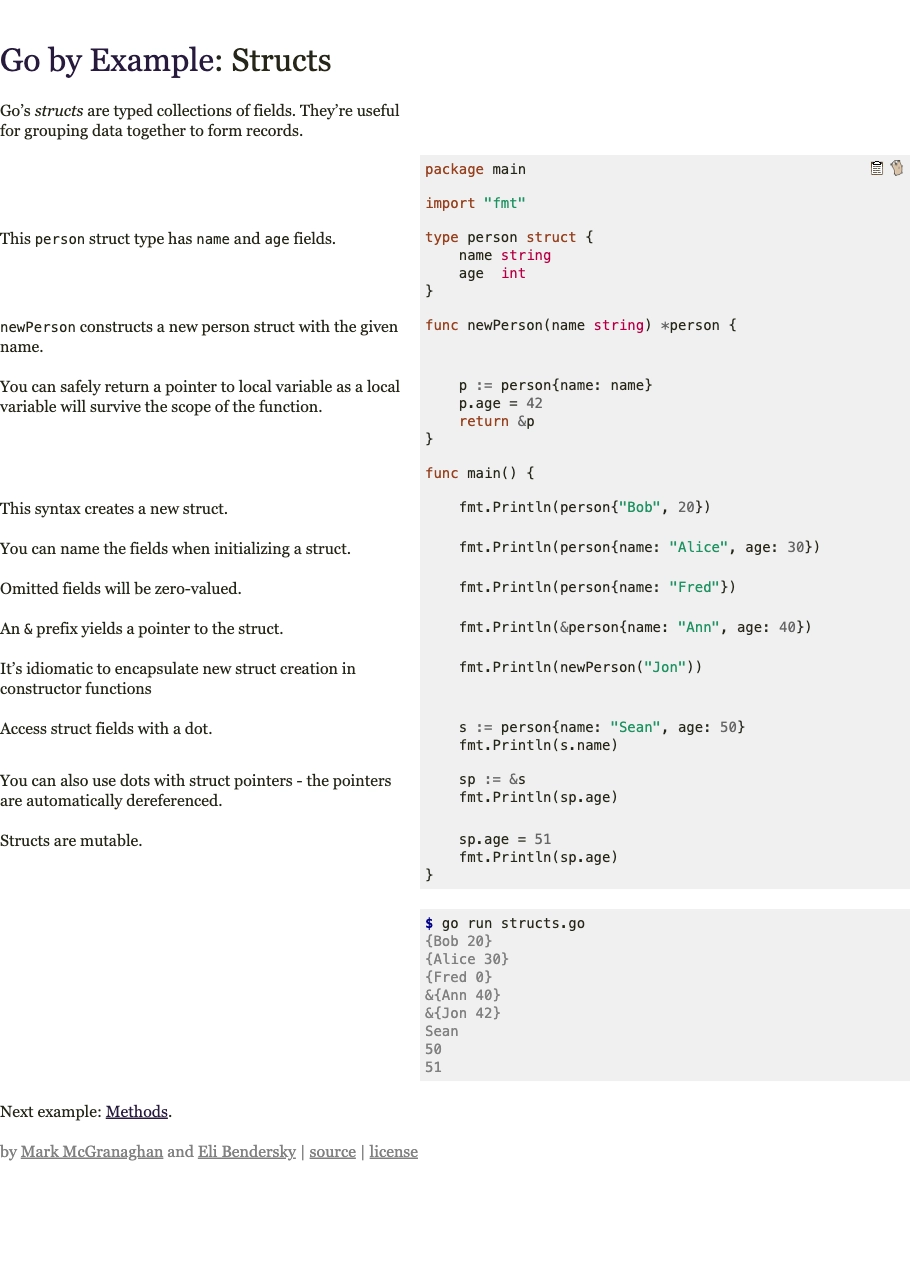 Go by Example: Structs
Go’s structs are typed collections of fields. They’re useful
for grouping data together to form records.
package main
import "fmt"
This person struct type has name and age fields.
type person struct {
    name string
    age  int
}
newPerson constructs a new person struct with the given
name.
func newPerson(name string) *person {
You can safely return a pointer to local variable as a local
variable will survive the scope of the function.
    p := person{name: name}
    p.age = 42
    return &p
}
func main() {
This syntax creates a new struct.
    fmt.Println(person{"Bob", 20})
You can name the fields when initializing a struct.
    fmt.Println(person{name: "Alice", age: 30})
Omitted fields will be zero-valued.
    fmt.Println(person{name: "Fred"})
An & prefix yields a pointer to the struct.
    fmt.Println(&person{name: "Ann", age: 40})
It’s idiomatic to encapsulate new struct creation in
constructor functions
    fmt.Println(newPerson("Jon"))
Access struct fields with a dot.
    s := person{name: "Sean", age: 50}
    fmt.Println(s.name)
You can also use dots with struct pointers - the pointers
are automatically dereferenced.
    sp := &s
    fmt.Println(sp.age)
Structs are mutable.
    sp.age = 51
    fmt.Println(sp.age)
}
$ go run structs.go
{Bob 20}
{Alice 30}
{Fred 0}
&{Ann 40}
&{Jon 42}
Sean
50
51
Next example: Methods.
by Mark McGranaghan and Eli Bendersky | source | license